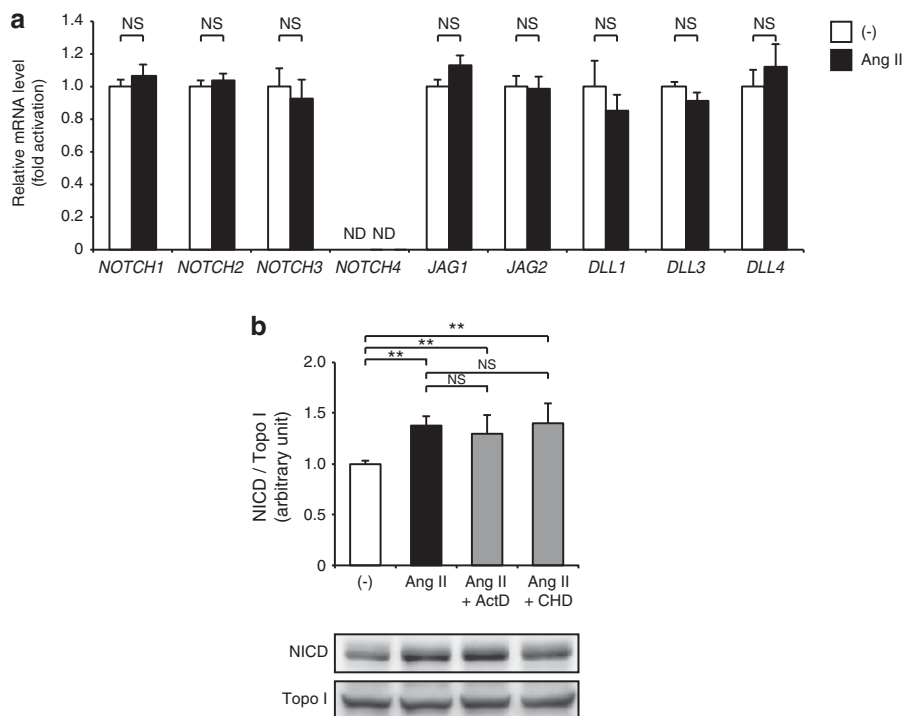 a
NS NS NS NS NS NS NS NS
(-)
Ang II
Relative mRNA level
(fold activation)
1.4
1.2
1.0
0.8
0.6
0.4
0.2
0
ND ND
NOTCH1 NOTCH2 NOTCH3 NOTCH4 JAG1 JAG2 DLL1 DLL3 DLL4
b
**
**
**
NS
NS
NICD / Topo I
(arbitrary unit)
2.0
1.5
1.0
0.5
0
(-) Ang II Ang II Ang II
+ ActD + CHD
NICD
Topo I